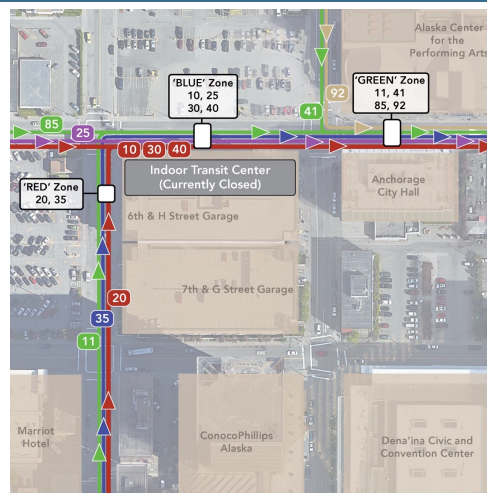 Alaska Center
for the
Performing Arts
'BLUE' Zone
10, 25
30, 40
'GREEN' Zone
11, 41
85, 92
92
41
85
25
10 30 40
Indoor Transit Center
(Currently Closed)
Anchorage
City Hall
'RED' Zone
20, 35
6th & H Street Garage
7th & G Street Garage
20
35
11
Marriot
Hotel
ConocoPhillips
Alaska
Dena'ina Civic and
Convention Center